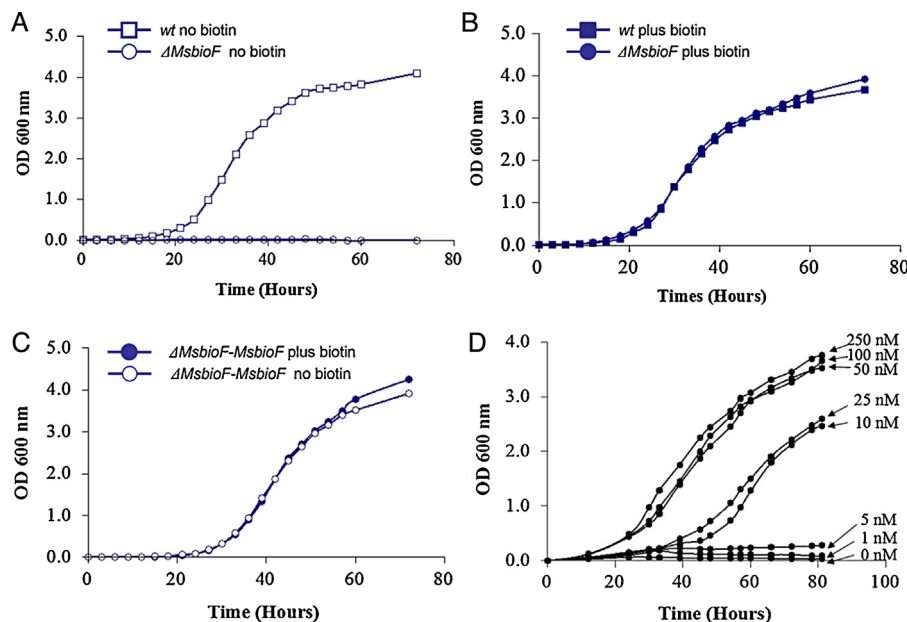 A
wt no biotin
ΔMsbioF no biotin
OD 600 nm
5.0
4.0
3.0
2.0
1.0
0.0
0 20 40 60 80
Time (Hours)
B
wt plus biotin
ΔMsbioF plus biotin
OD 600 nm
5.0
4.0
3.0
2.0
1.0
0.0
0 20 40 60 80
Times (Hours)
C
ΔMsbioF-MsbioF plus biotin
ΔMsbioF-MsbioF no biotin
OD 600 nm
5.0
4.0
3.0
2.0
1.0
0.0
0 20 40 60 80
Time (Hours)
D
OD 600 nm
4.0
3.0
2.0
1.0
0.0
250 nM
100 nM
50 nM
25 nM
10 nM
5 nM
1 nM
0 nM
0 20 40 60 80 100
Time (Hours)